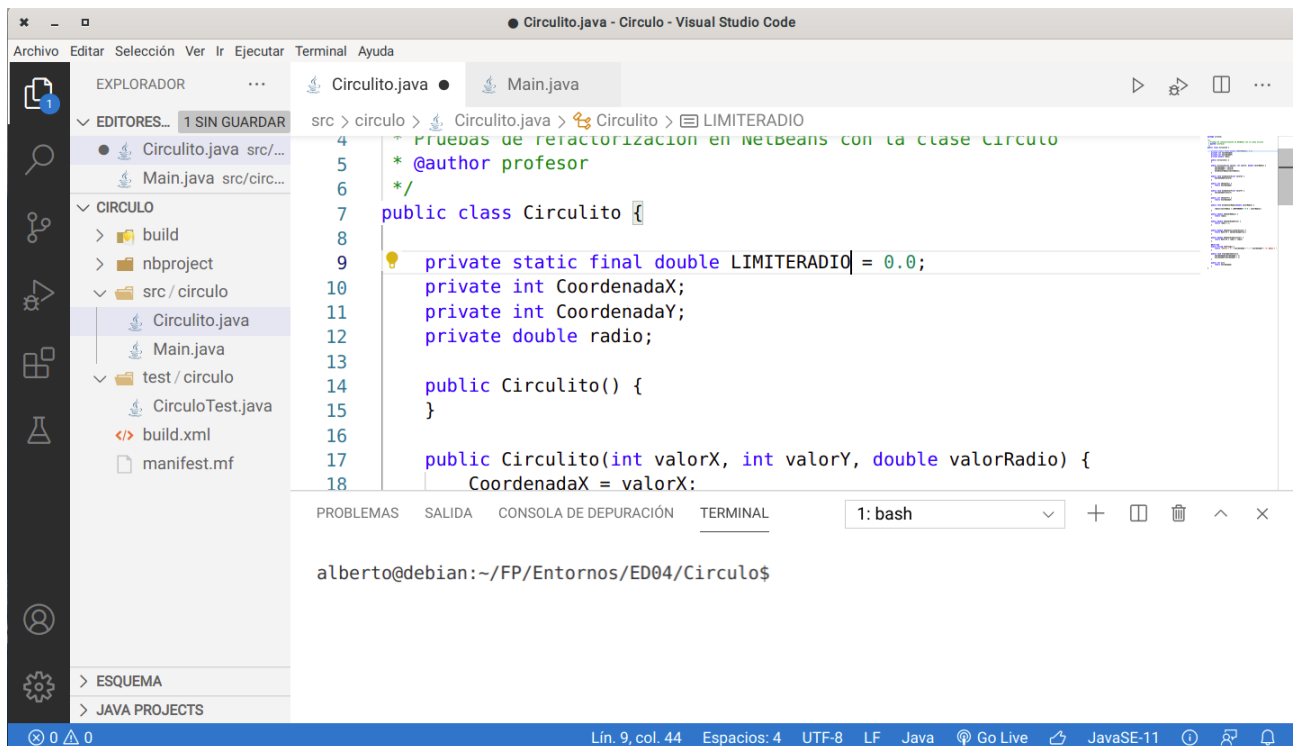 ● Circulito.java - Circulo - Visual Studio Code
Archivo Editar Selección Ver Ir Ejecutar Terminal Ayuda
1
EXPLORADOR ···
EDITORES... 1 SIN GUARDAR
● Circulito.java src/...
Main.java src/circ...
CIRCULO
build
nbproject
src / circulo
Circulito.java
Main.java
test / circulo
CirculoTest.java
build.xml
manifest.mf
ESQUEMA
JAVA PROJECTS
Circulito.java ● Main.java
src > circulo > Circulito.java > Circulito > LIMITERADIO
4 * Pruebas de refactorización en NetBeans con la clase Circulo
5 * @author profesor
6 */
7 public class Circulito {
8
9 private static final double LIMITERADIO = 0.0;
10 private int CoordenadaX;
11 private int CoordenadaY;
12 private double radio;
13
14 public Circulito() {
15 }
16
17 public Circulito(int valorX, int valorY, double valorRadio) {
18 CoordenadaX = valorX;
PROBLEMAS SALIDA CONSOLA DE DEPURACIÓN TERMINAL 1: bash
alberto@debian:~/FP/Entornos/ED04/Circulo$
0 0 Lín. 9, col. 44 Espacios: 4 UTF-8 LF Java Go Live JavaSE-11